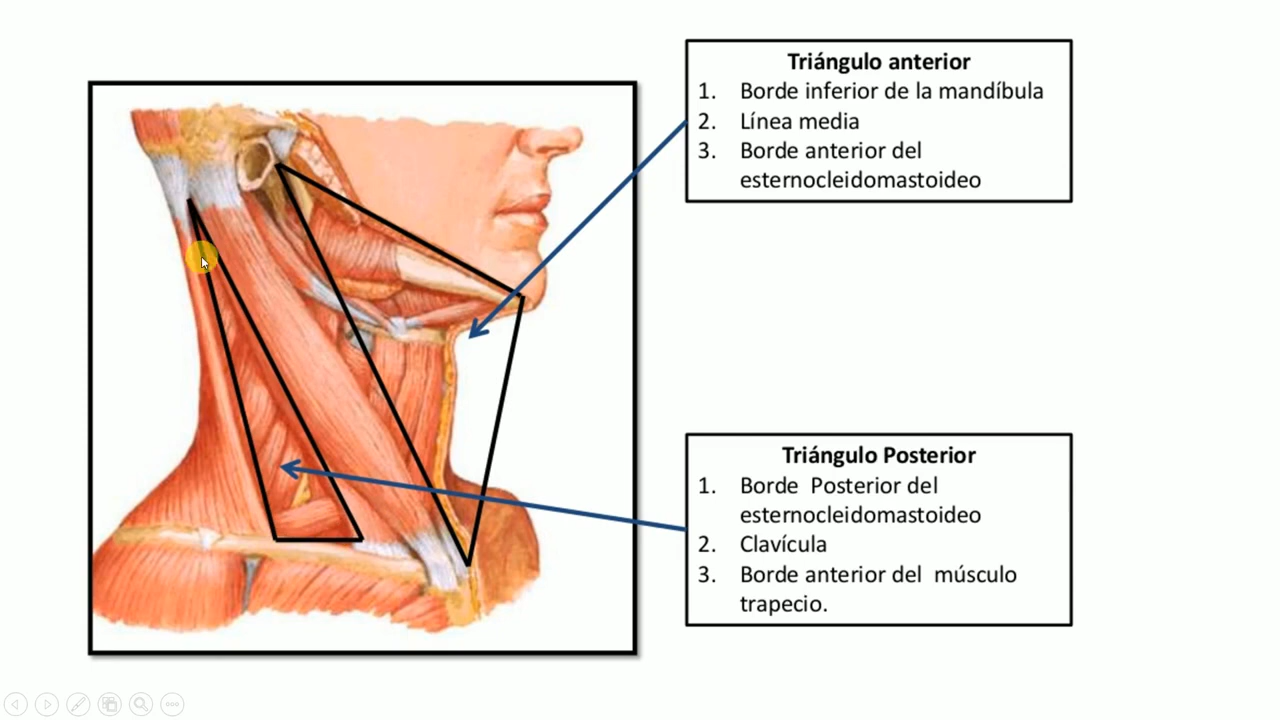 Triángulo anterior
1. Borde inferior de la mandíbula
2. Línea media
3. Borde anterior del
esternocleidomastoideo
Triángulo Posterior
1. Borde Posterior del
esternocleidomastoideo
2. Clavícula
3. Borde anterior del músculo
trapecio.